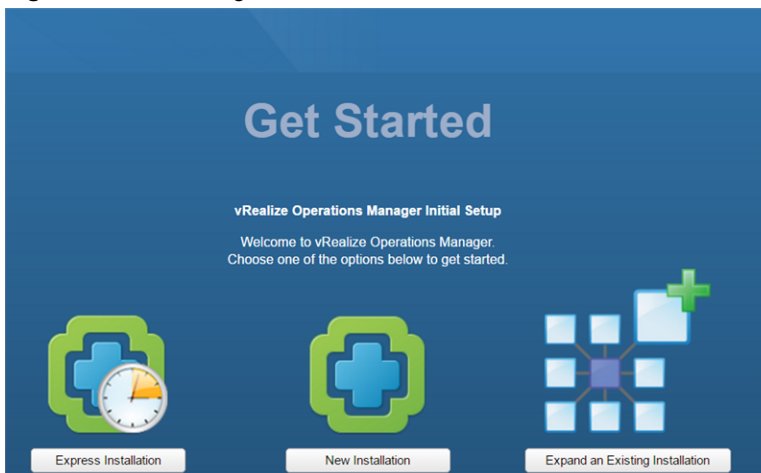 Get Started
vRealize Operations Manager Initial Setup
Welcome to vRealize Operations Manager.
Choose one of the options below to get started.
Express Installation
New Installation
Expand an Existing Installation